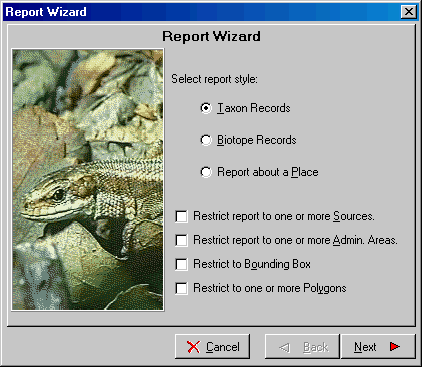 Report Wizard
Report Wizard
Select report style:
Taxon Records
Biotope Records
Report about a Place
Restrict report to one or more Sources.
Restrict report to one or more Admin. Areas.
Restrict to Bounding Box
Restrict to one or more Polygons
Cancel
Back
Next